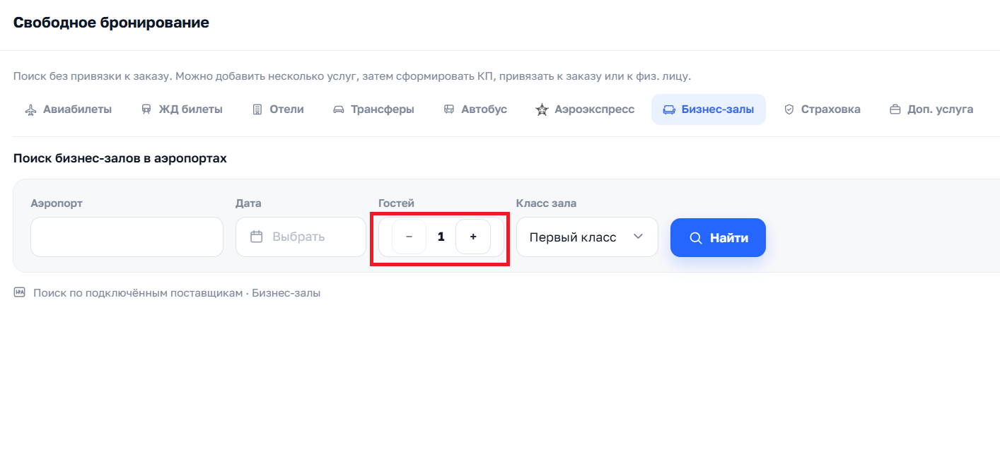 Свободное бронирование
Поиск без привязки к заказу. Можно добавить несколько услуг, затем сформировать КП, привязать к заказу или к физ. лицу.
Авиабилеты ЖД билеты Отели Трансферы Автобус Аэроэкспресс Бизнес-залы Страховка Доп. услуга
Поиск бизнес-залов в аэропортах
Аэропорт Дата Гостей Класс зала
Выбрать − 1 + Первый класс Найти
Поиск по подключённым поставщикам · Бизнес-залы